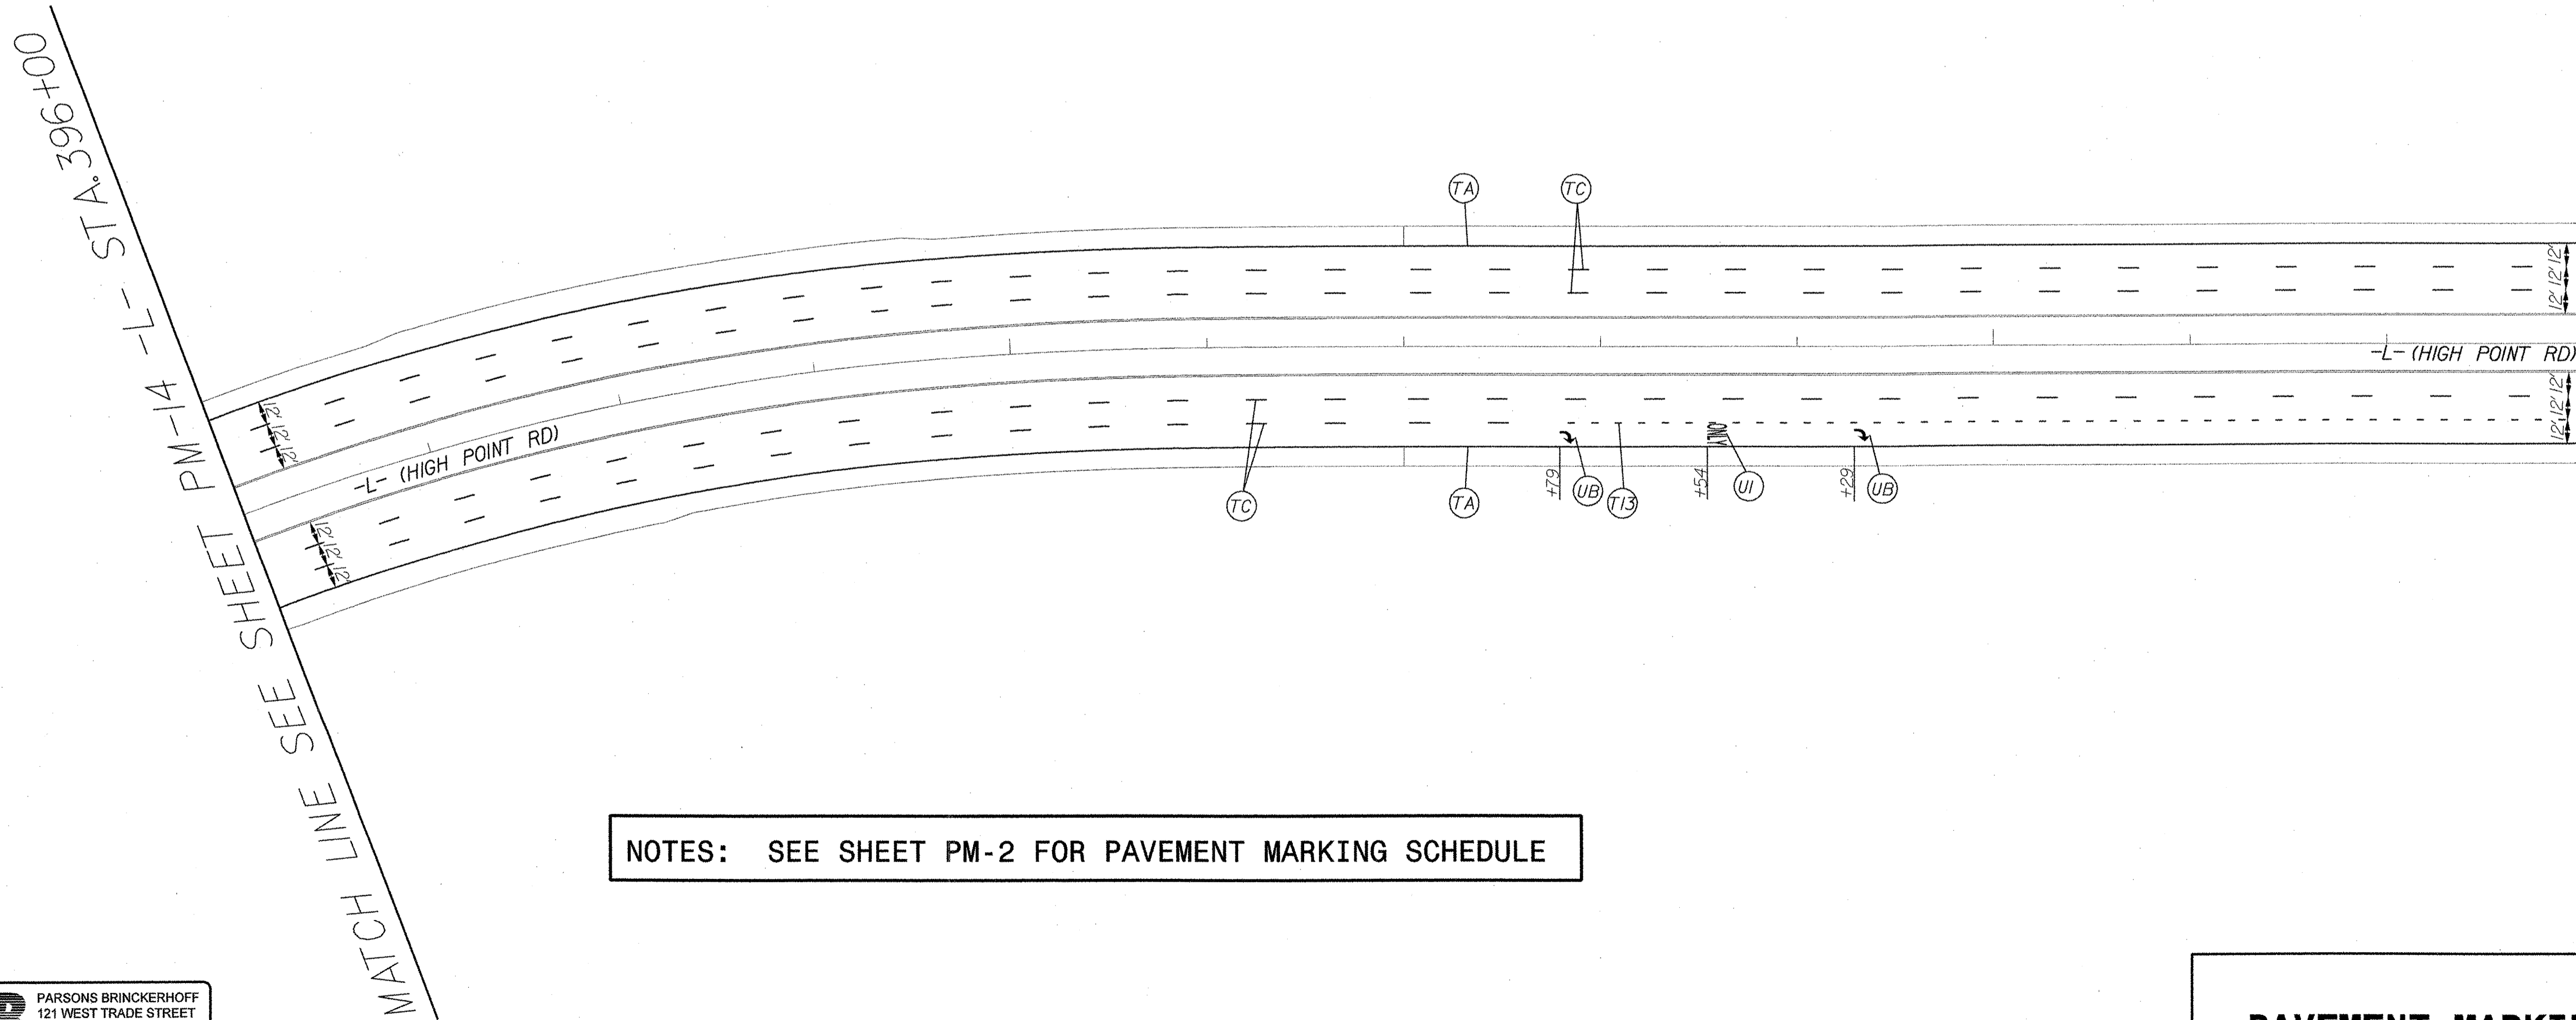 MATCH LINE SEE SHEET PM-14 -L- STA.396+00
TA
TC
12' 12' 12'
-L- (HIGH POINT RD)
12' 12' 12'
12' 12' 12'
-L- (HIGH POINT RD)
12' 12' 12'
TC
TA
+79
UB
T13
ONLY
+54
UI
+29
UB
NOTES: SEE SHEET PM-2 FOR PAVEMENT MARKING SCHEDULE
PARSONS BRINCKERHOFF
121 WEST TRADE STREET